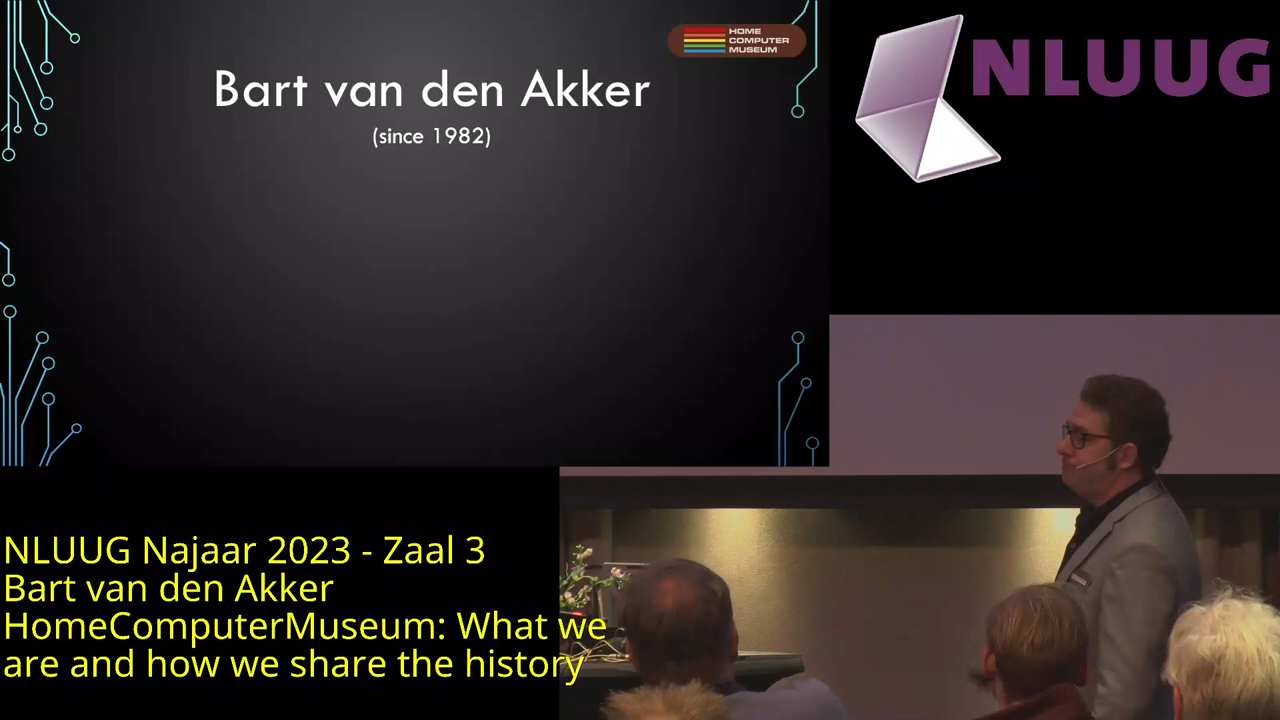 HOME
COMPUTER
MUSEUM
NLUUG
Bart van den Akker
(since 1982)
NLUUG Najaar 2023 - Zaal 3
Bart van den Akker
HomeComputerMuseum: What we
are and how we share the history